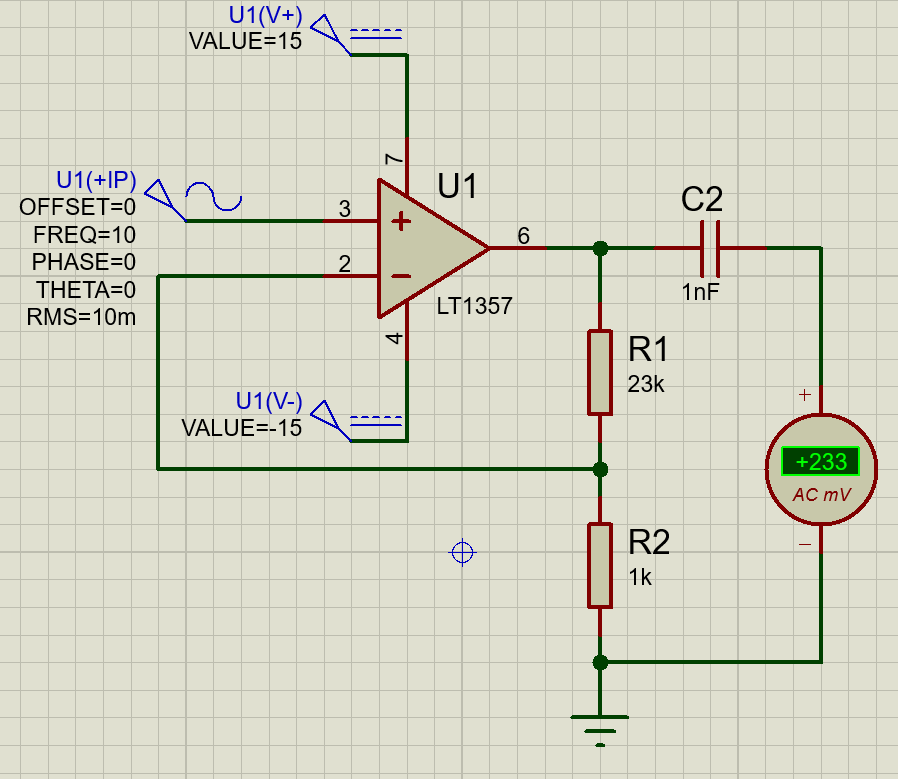 U1(V+)
VALUE=15
7
U1(+IP)
OFFSET=0
FREQ=10
PHASE=0
THETA=0
RMS=10m
3
2
+
−
U1
LT1357
6
4
U1(V-)
VALUE=-15
C2
1nF
R1
23k
+
+233
AC mV
−
R2
1k